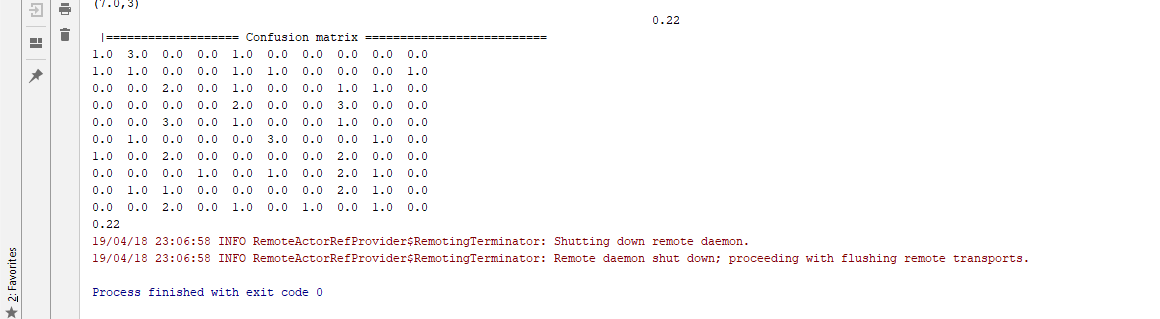 (7.0,3)
0.22
|=================== Confusion matrix ==========================
1.0 3.0 0.0 0.0 1.0 0.0 0.0 0.0 0.0 0.0
1.0 1.0 0.0 0.0 1.0 1.0 0.0 0.0 0.0 1.0
0.0 0.0 2.0 0.0 1.0 0.0 0.0 1.0 1.0 0.0
0.0 0.0 0.0 0.0 2.0 0.0 0.0 3.0 0.0 0.0
0.0 0.0 3.0 0.0 1.0 0.0 0.0 1.0 0.0 0.0
0.0 1.0 0.0 0.0 0.0 3.0 0.0 0.0 1.0 0.0
1.0 0.0 2.0 0.0 0.0 0.0 0.0 2.0 0.0 0.0
0.0 0.0 0.0 1.0 0.0 1.0 0.0 2.0 1.0 0.0
0.0 1.0 1.0 0.0 0.0 0.0 0.0 2.0 1.0 0.0
0.0 0.0 2.0 0.0 1.0 0.0 1.0 0.0 1.0 0.0
0.22
19/04/18 23:06:58 INFO RemoteActorRefProvider$RemotingTerminator: Shutting down remote daemon.
19/04/18 23:06:58 INFO RemoteActorRefProvider$RemotingTerminator: Remote daemon shut down; proceeding with flushing remote transports.
Process finished with exit code 0
2: Favorites